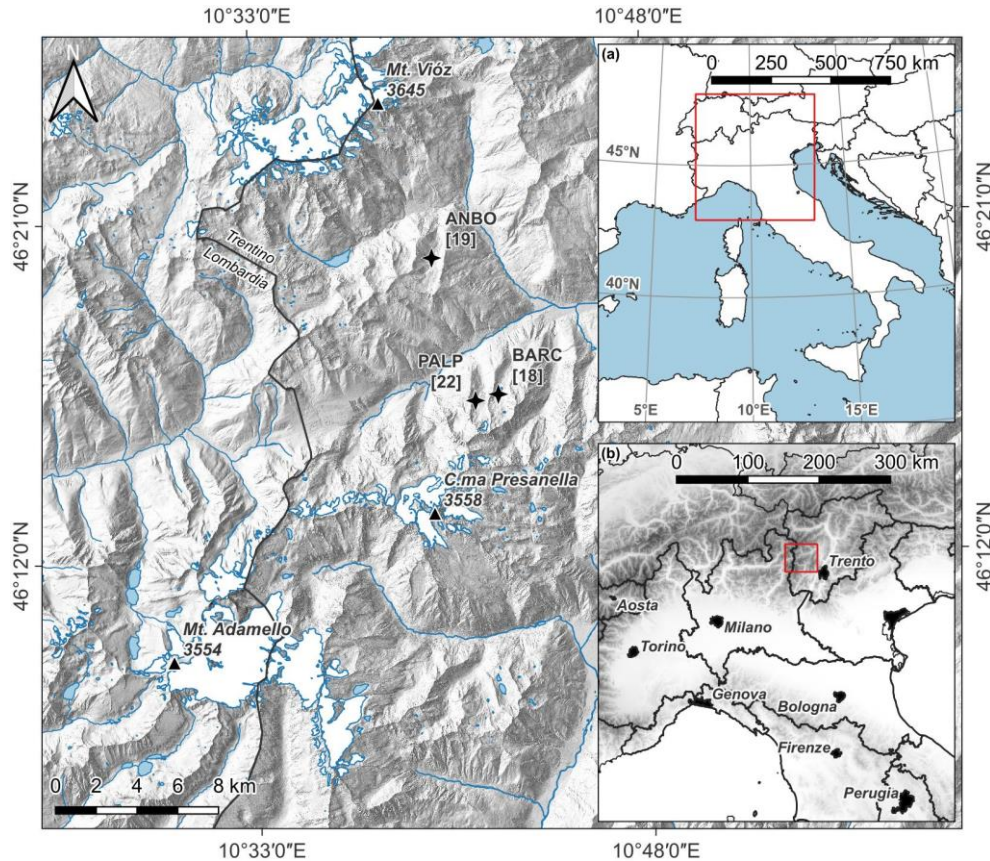 10°33'0"N
10°48'0"N
46°21'0"N
46°12'0"N
N
Mt. Vióz
3645
ANBO
[19]
Trentino
Lombardia
PALP
[22]
BARC
[18]
C.ma Presanella
3558
Mt. Adamello
3554
0 2 4 6 8 km
(a)
0 250 500 750 km
45°N
40°N
5°E
10°E
15°E
(b)
0 100 200 300 km
Trento
Aosta
Milano
Torino
Genova
Bologna
Firenze
Perugia
46°21'0"N
46°12'0"N
10°33'0"N
10°48'0"N